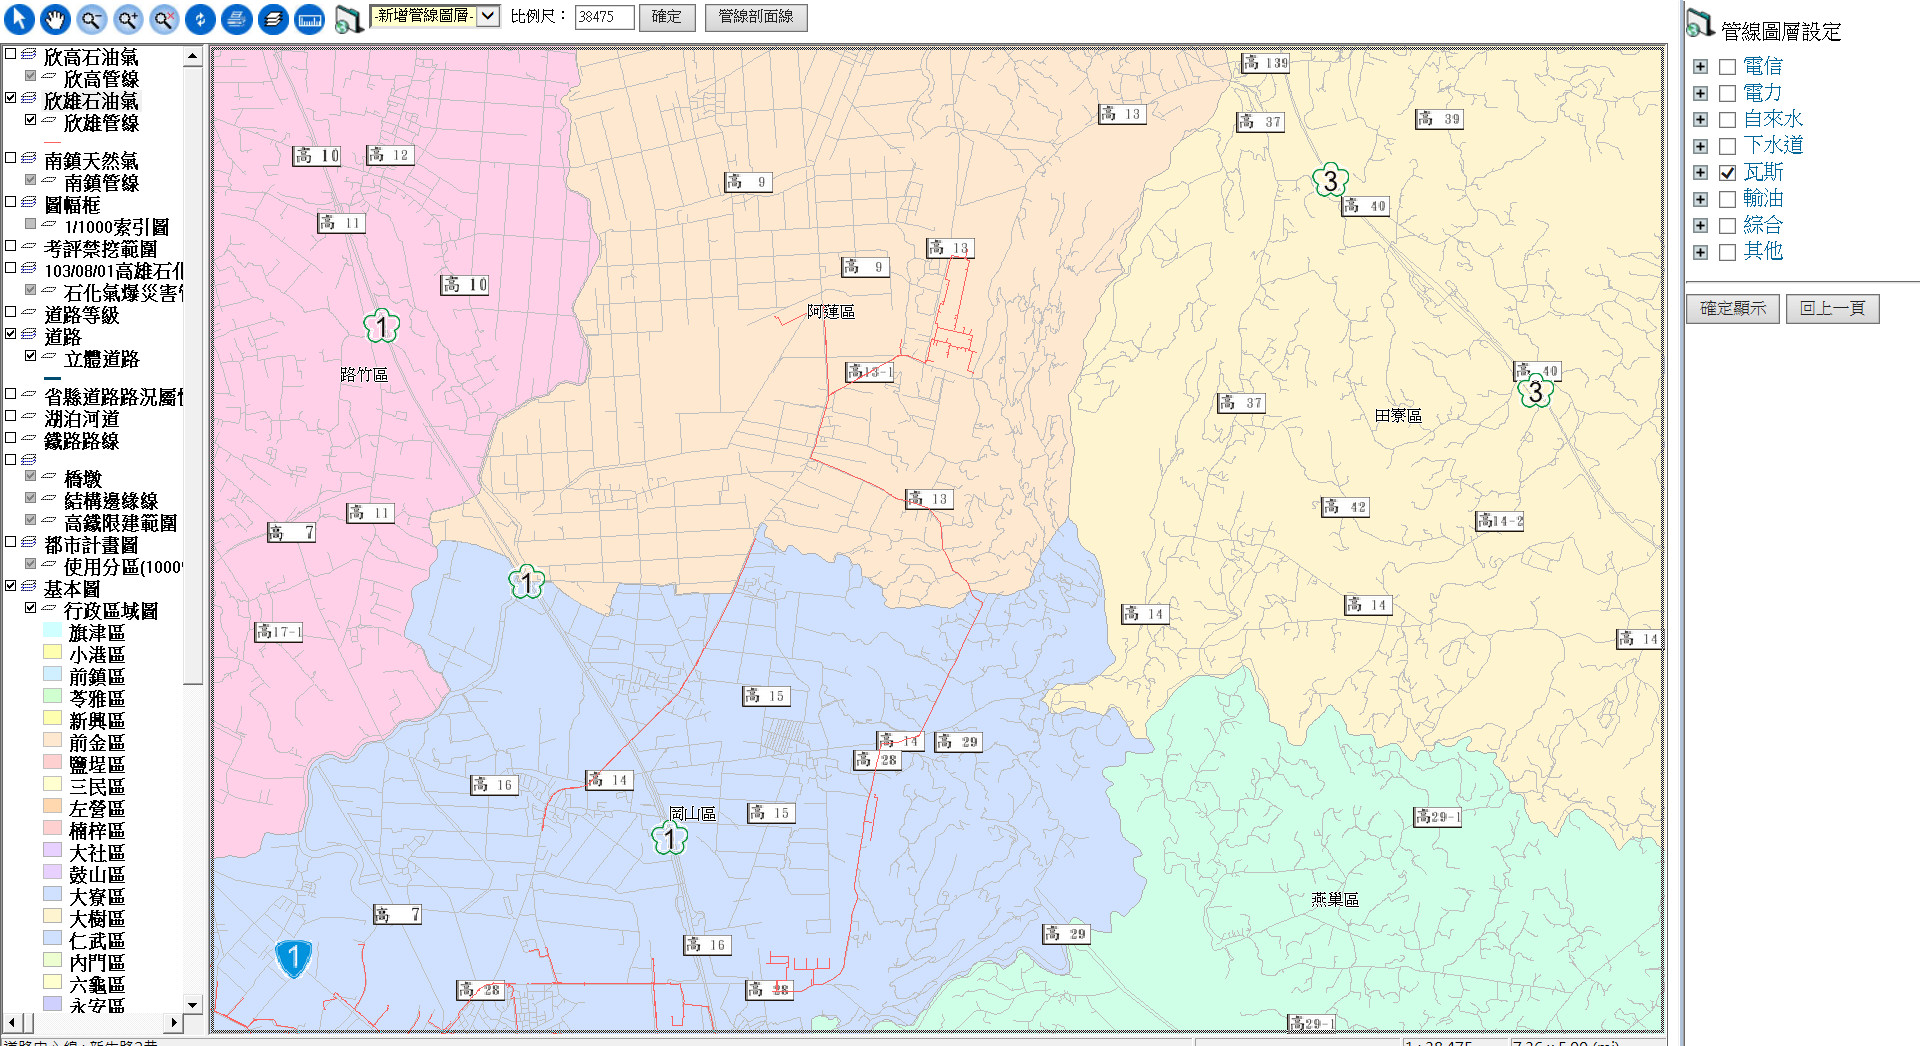 -新增管線圖層-
比例尺：
38475
確定
管線剖面線
欣高石油氣
欣高管線
欣雄石油氣
欣雄管線
南鎮天然氣
南鎮管線
圖幅框
1/1000索引圖
考評禁挖範圍
103/08/01高雄石化
石化氣爆災害
道路等級
道路
立體道路
省縣道路路況屬
湖泊河道
鐵路路線
橋墩
結構邊緣線
高鐵限建範圍
都市計畫圖
使用分區(1000
基本圖
行政區域圖
旗津區
小港區
前鎮區
苓雅區
新興區
前金區
鹽埕區
三民區
左營區
楠梓區
大社區
鼓山區
大寮區
大樹區
仁武區
內門區
六龜區
永安區
高 139
高 13
高 37
高 39
高 10
高 12
高 9
3
高 40
高 11
高 13
高 9
高 10
阿蓮區
1
路竹區
高13-1
高 40
3
高 37
田寮區
高 13
高 42
高 11
高14-2
高 7
1
高 14
高 14
高17-1
高 14
高 15
高 14
高 29
高 28
高 14
高 16
岡山區
高 15
高29-1
1
燕巢區
高 7
高 29
高 16
1
高 28
高 28
高29-1
管線圖層設定
電信
電力
自來水
下水道
瓦斯
輸油
綜合
其他
確定顯示
回上一頁